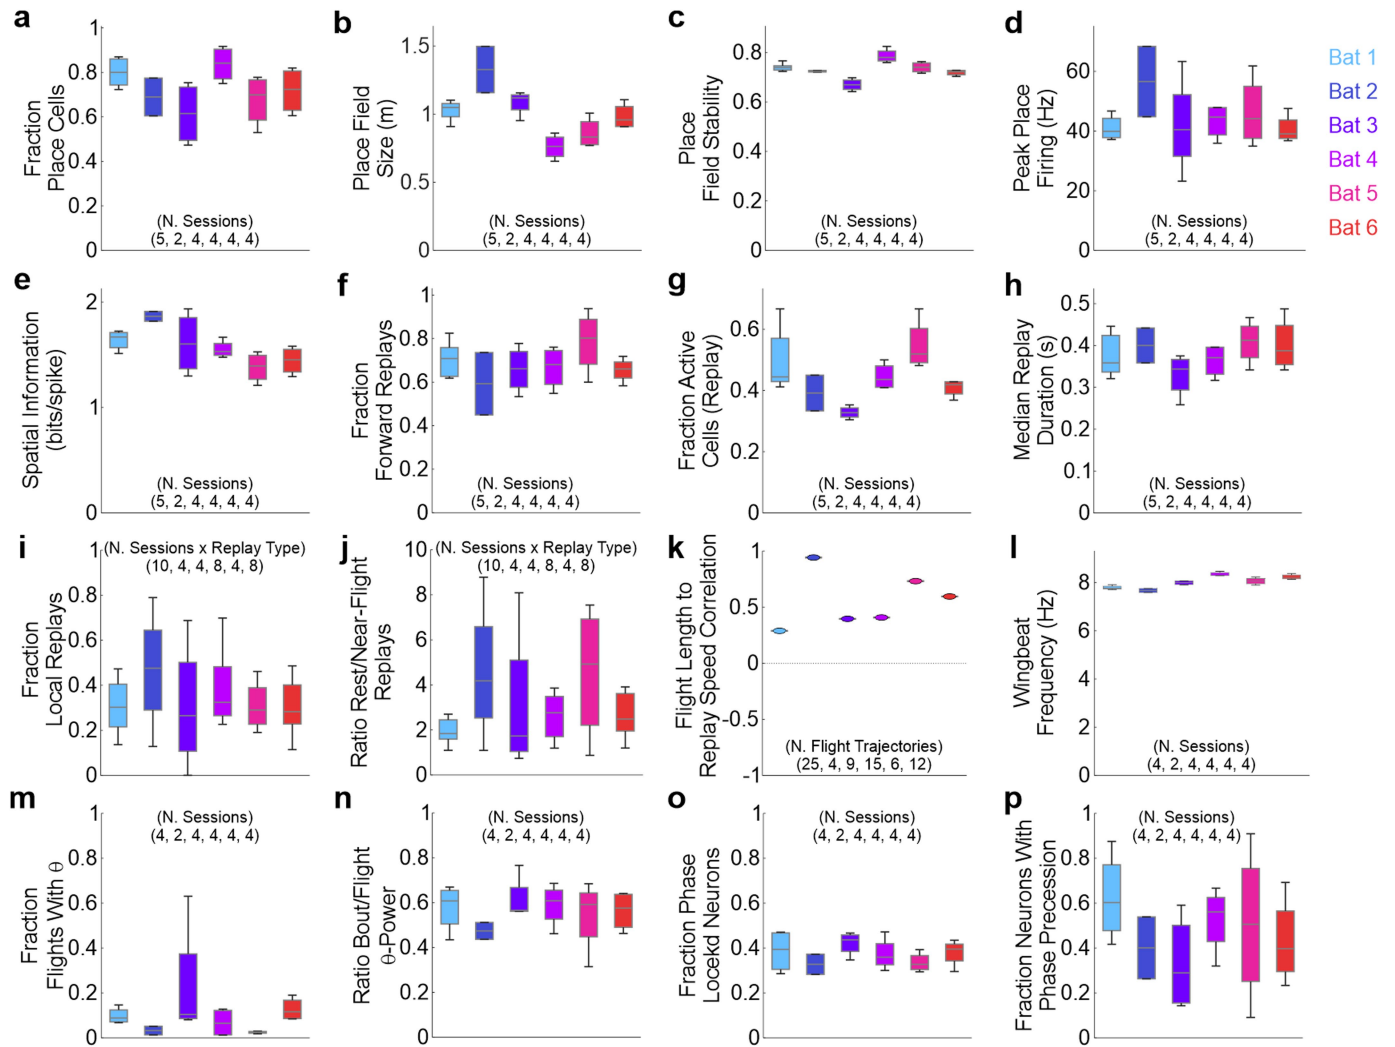 a
Fraction
Place Cells
1
0.8
0.6
0.4
0.2
0
(N. Sessions)
(5, 2, 4, 4, 4, 4)
b
Place Field
Size (m)
1.5
1
0.5
0
(N. Sessions)
(5, 2, 4, 4, 4, 4)
c
Place
Field Stability
0.8
0.6
0.4
0.2
0
(N. Sessions)
(5, 2, 4, 4, 4, 4)
d
Peak Place
Firing (Hz)
60
40
20
0
(N. Sessions)
(5, 2, 4, 4, 4, 4)
Bat 1
Bat 2
Bat 3
Bat 4
Bat 5
Bat 6
e
Spatial Information
(bits/spike)
2
1
0
(N. Sessions)
(5, 2, 4, 4, 4, 4)
f
Fraction
Forward Replays
1
0.8
0.6
0.4
0.2
0
(N. Sessions)
(5, 2, 4, 4, 4, 4)
g
Fraction Active
Cells (Replay)
0.6
0.4
0.2
0
(N. Sessions)
(5, 2, 4, 4, 4, 4)
h
Median Replay
Duration (s)
0.5
0.4
0.3
0.2
0.1
0
(N. Sessions)
(5, 2, 4, 4, 4, 4)
i
Fraction
Local Replays
1
0.8
0.6
0.4
0.2
0
(N. Sessions x Replay Type)
(10, 4, 4, 8, 4, 8)
j
Ratio Rest/Near-Flight
Replays
10
8
6
4
2
0
(N. Sessions x Replay Type)
(10, 4, 4, 8, 4, 8)
k
Flight Length to
Replay Speed Correlation
1
0.5
0
-0.5
-1
(N. Flight Trajectories)
(25, 4, 9, 15, 6, 12)
l
Wingbeat
Frequency (Hz)
8
6
4
2
0
(N. Sessions)
(4, 2, 4, 4, 4, 4)
m
Fraction
Flights With θ
1
0.8
0.6
0.4
0.2
0
(N. Sessions)
(4, 2, 4, 4, 4, 4)
n
Ratio Bout/Flight
θ-Power
1
0.8
0.6
0.4
0.2
0
(N. Sessions)
(4, 2, 4, 4, 4, 4)
o
Fraction Phase
Locekd Neurons
1
0.8
0.6
0.4
0.2
0
(N. Sessions)
(4, 2, 4, 4, 4, 4)
p
Fraction Neurons With
Phase Precession
1
0.8
0.6
0.4
0.2
0
(N. Sessions)
(4, 2, 4, 4, 4, 4)